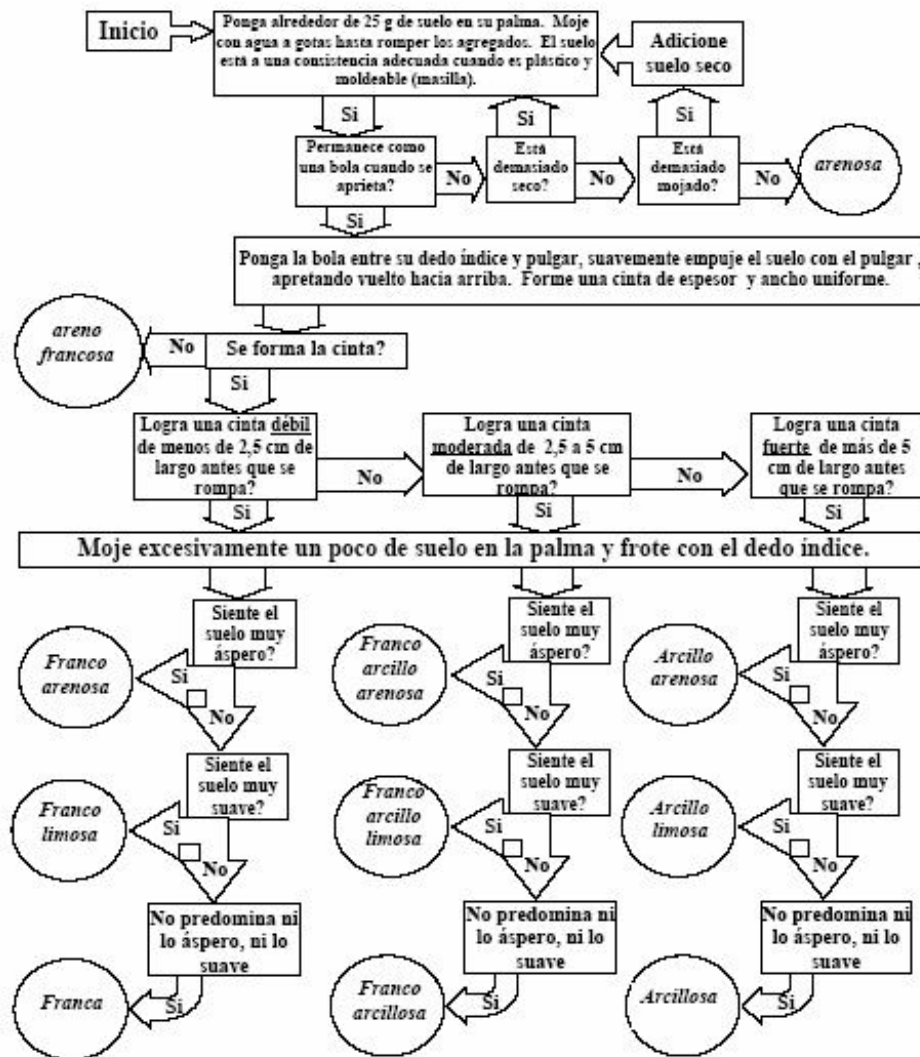 Inicio
Ponga alrededor de 25 g de suelo en su palma. Moje
con agua a gotas hasta romper los agregados. El suelo
está a una consistencia adecuada cuando es plástico y
moldeable (masilla).
Adicione
suelo seco
Si
Si
Si
Permanece como
una bola cuando se
aprieta?
No
Está
demasiado
seco?
No
Está
demasiado
mojado?
No
arenosa
Si
Ponga la bola entre su dedo índice y pulgar, suavemente empuje el suelo con el pulgar ,
apretando vuelto hacia arriba. Forme una cinta de espesor y ancho uniforme.
areno
francosa
No
Se forma la cinta?
Si
Logra una cinta débil
de menos de 2,5 cm de
largo antes que se
rompa?
No
Logra una cinta
moderada de 2,5 a 5 cm
de largo antes que se
rompa?
No
Logra una cinta
fuerte de más de 5
cm de largo antes
que se rompa?
Si
Si
Si
Moje excesivamente un poco de suelo en la palma y frote con el dedo índice.
Siente el
suelo muy
áspero?
Siente el
suelo muy
áspero?
Siente el
suelo muy
áspero?
Franco
arenosa
Si
No
Franco
arcillo
arenosa
Si
No
Arcillo
arenosa
Si
No
Siente el
suelo muy
suave?
Siente el
suelo muy
suave?
Siente el
suelo muy
suave?
Franco
limosa
Si
No
Franco
arcillo
limosa
Si
No
Arcillo
limosa
Si
No
No predomina ni
lo áspero, ni lo
suave
No predomina ni
lo áspero, ni lo
suave
No predomina ni
lo áspero, ni lo
suave
Franca
Si
Franco
arcillosa
Si
Arcillosa
Si